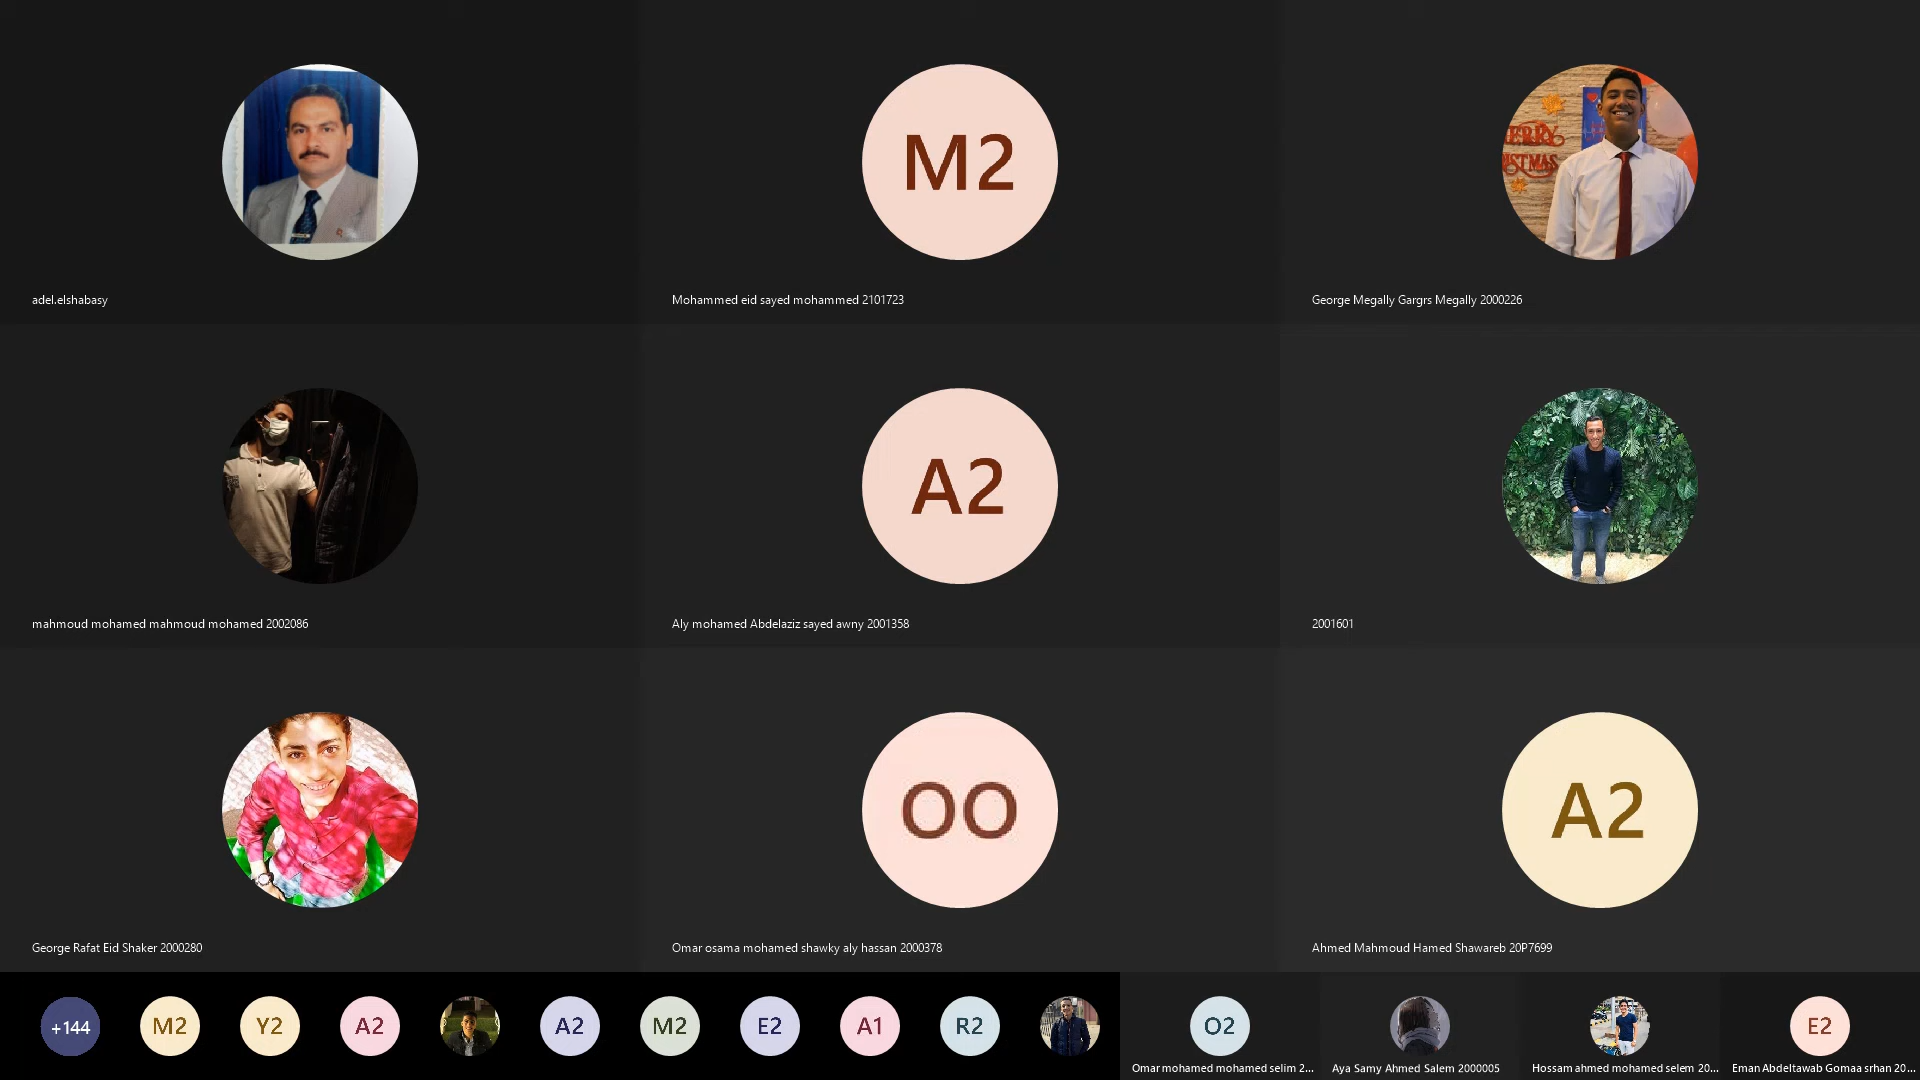 M2
MERRY
adel.elshabasy
Mohammed eid sayed mohammed 2101723
George Megally Gargrs Megally 2000226
A2
mahmoud mohamed mahmoud mohamed 2002086
Aly mohamed Abdelaziz sayed awny 2001358
2001601
OO
A2
George Rafat Eid Shaker 2000280
Omar osama mohamed shawky aly hassan 2000378
Ahmed Mahmoud Hamed Shawareb 20P7699
+144
M2
Y2
A2
A2
M2
E2
A1
R2
O2
E2
Omar mohamed mohamed selim 2...
Aya Samy Ahmed Salem 2000005
Hossam ahmed mohamed selem 20...
Eman Abdeltawab Gomaa srhan 20...